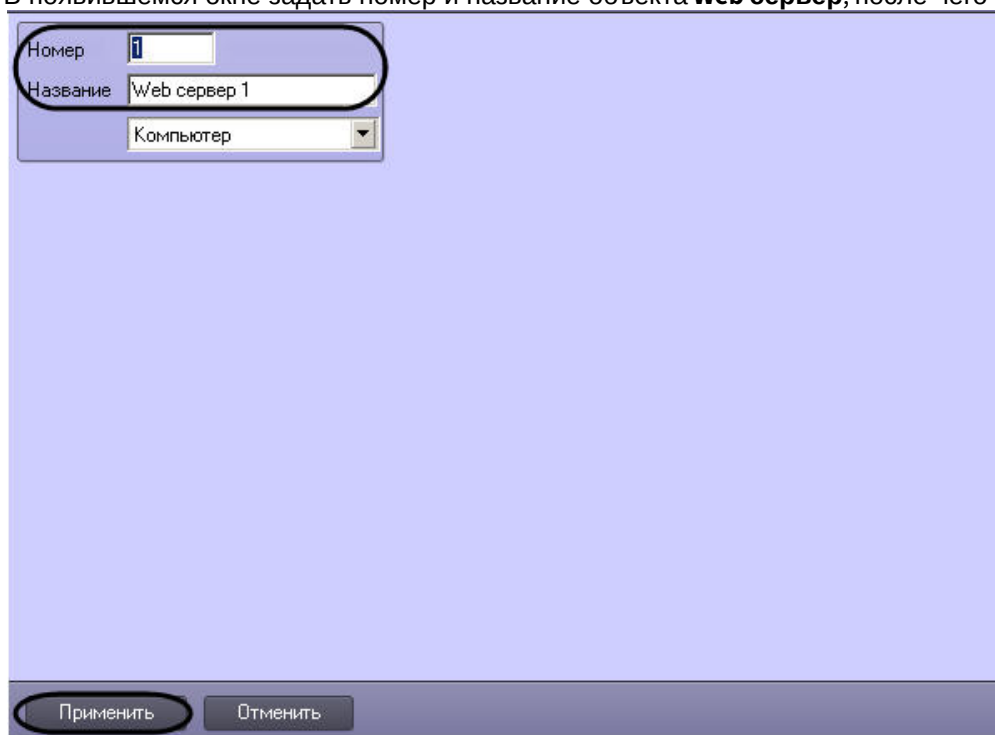 В появившемся окне задать номер и название объекта Web сервер, после чего
Номер 1
Название Web сервер 1
Компьютер
Применить Отменить